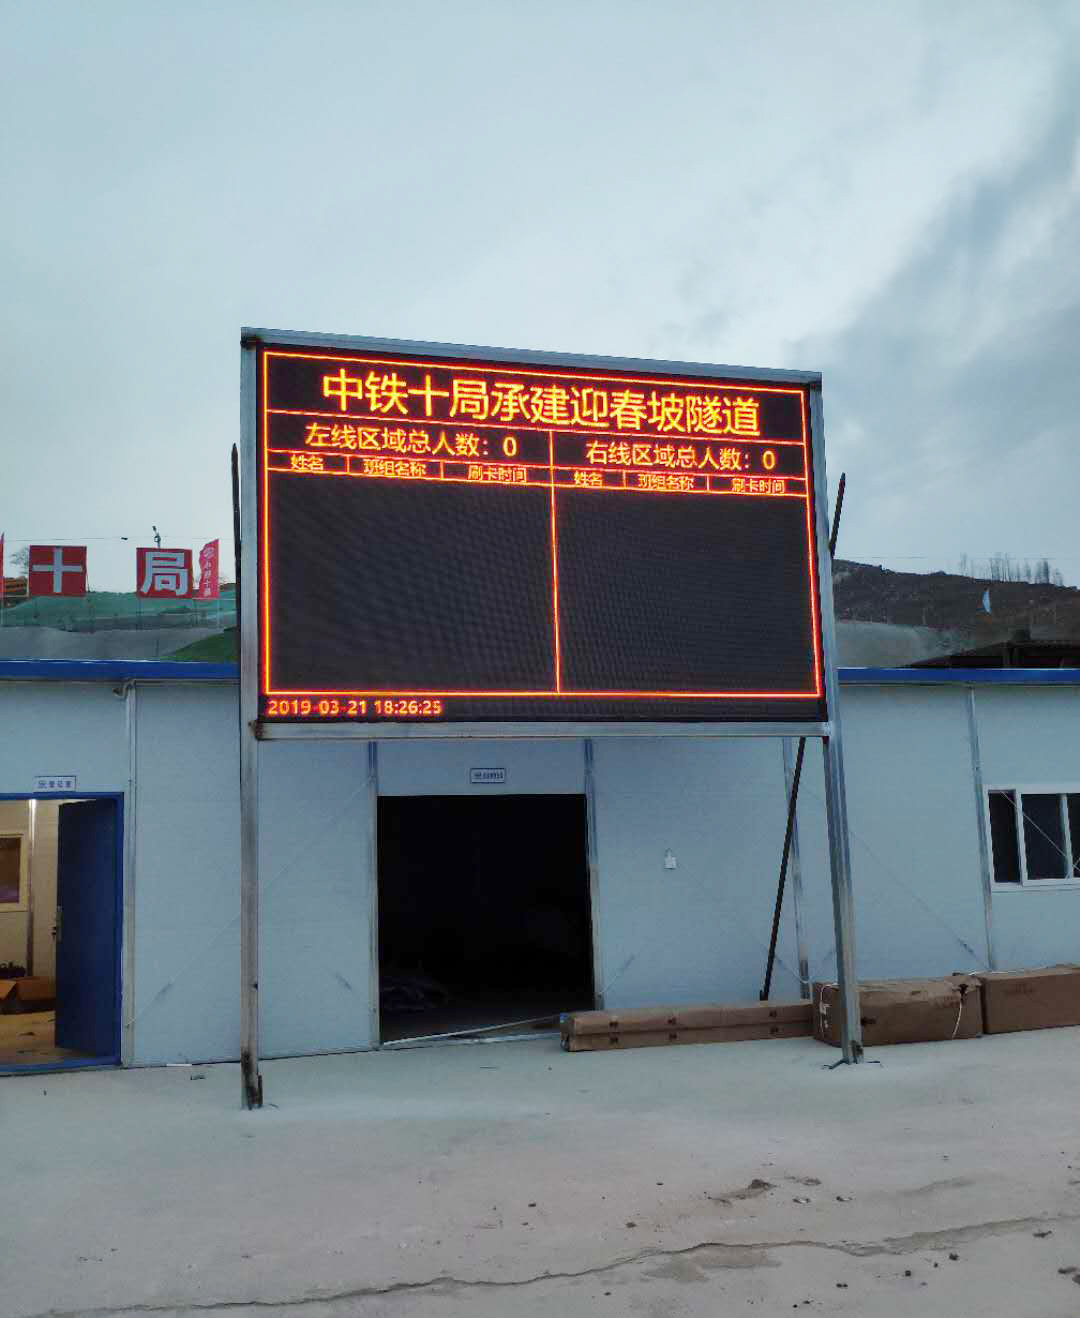 中铁十局承建迎春坡隧道
左线区域总人数：0
右线区域总人数：0
姓名 班组名称 刷卡时间
姓名 班组名称 刷卡时间
2019-03-21 18:26:25
十局